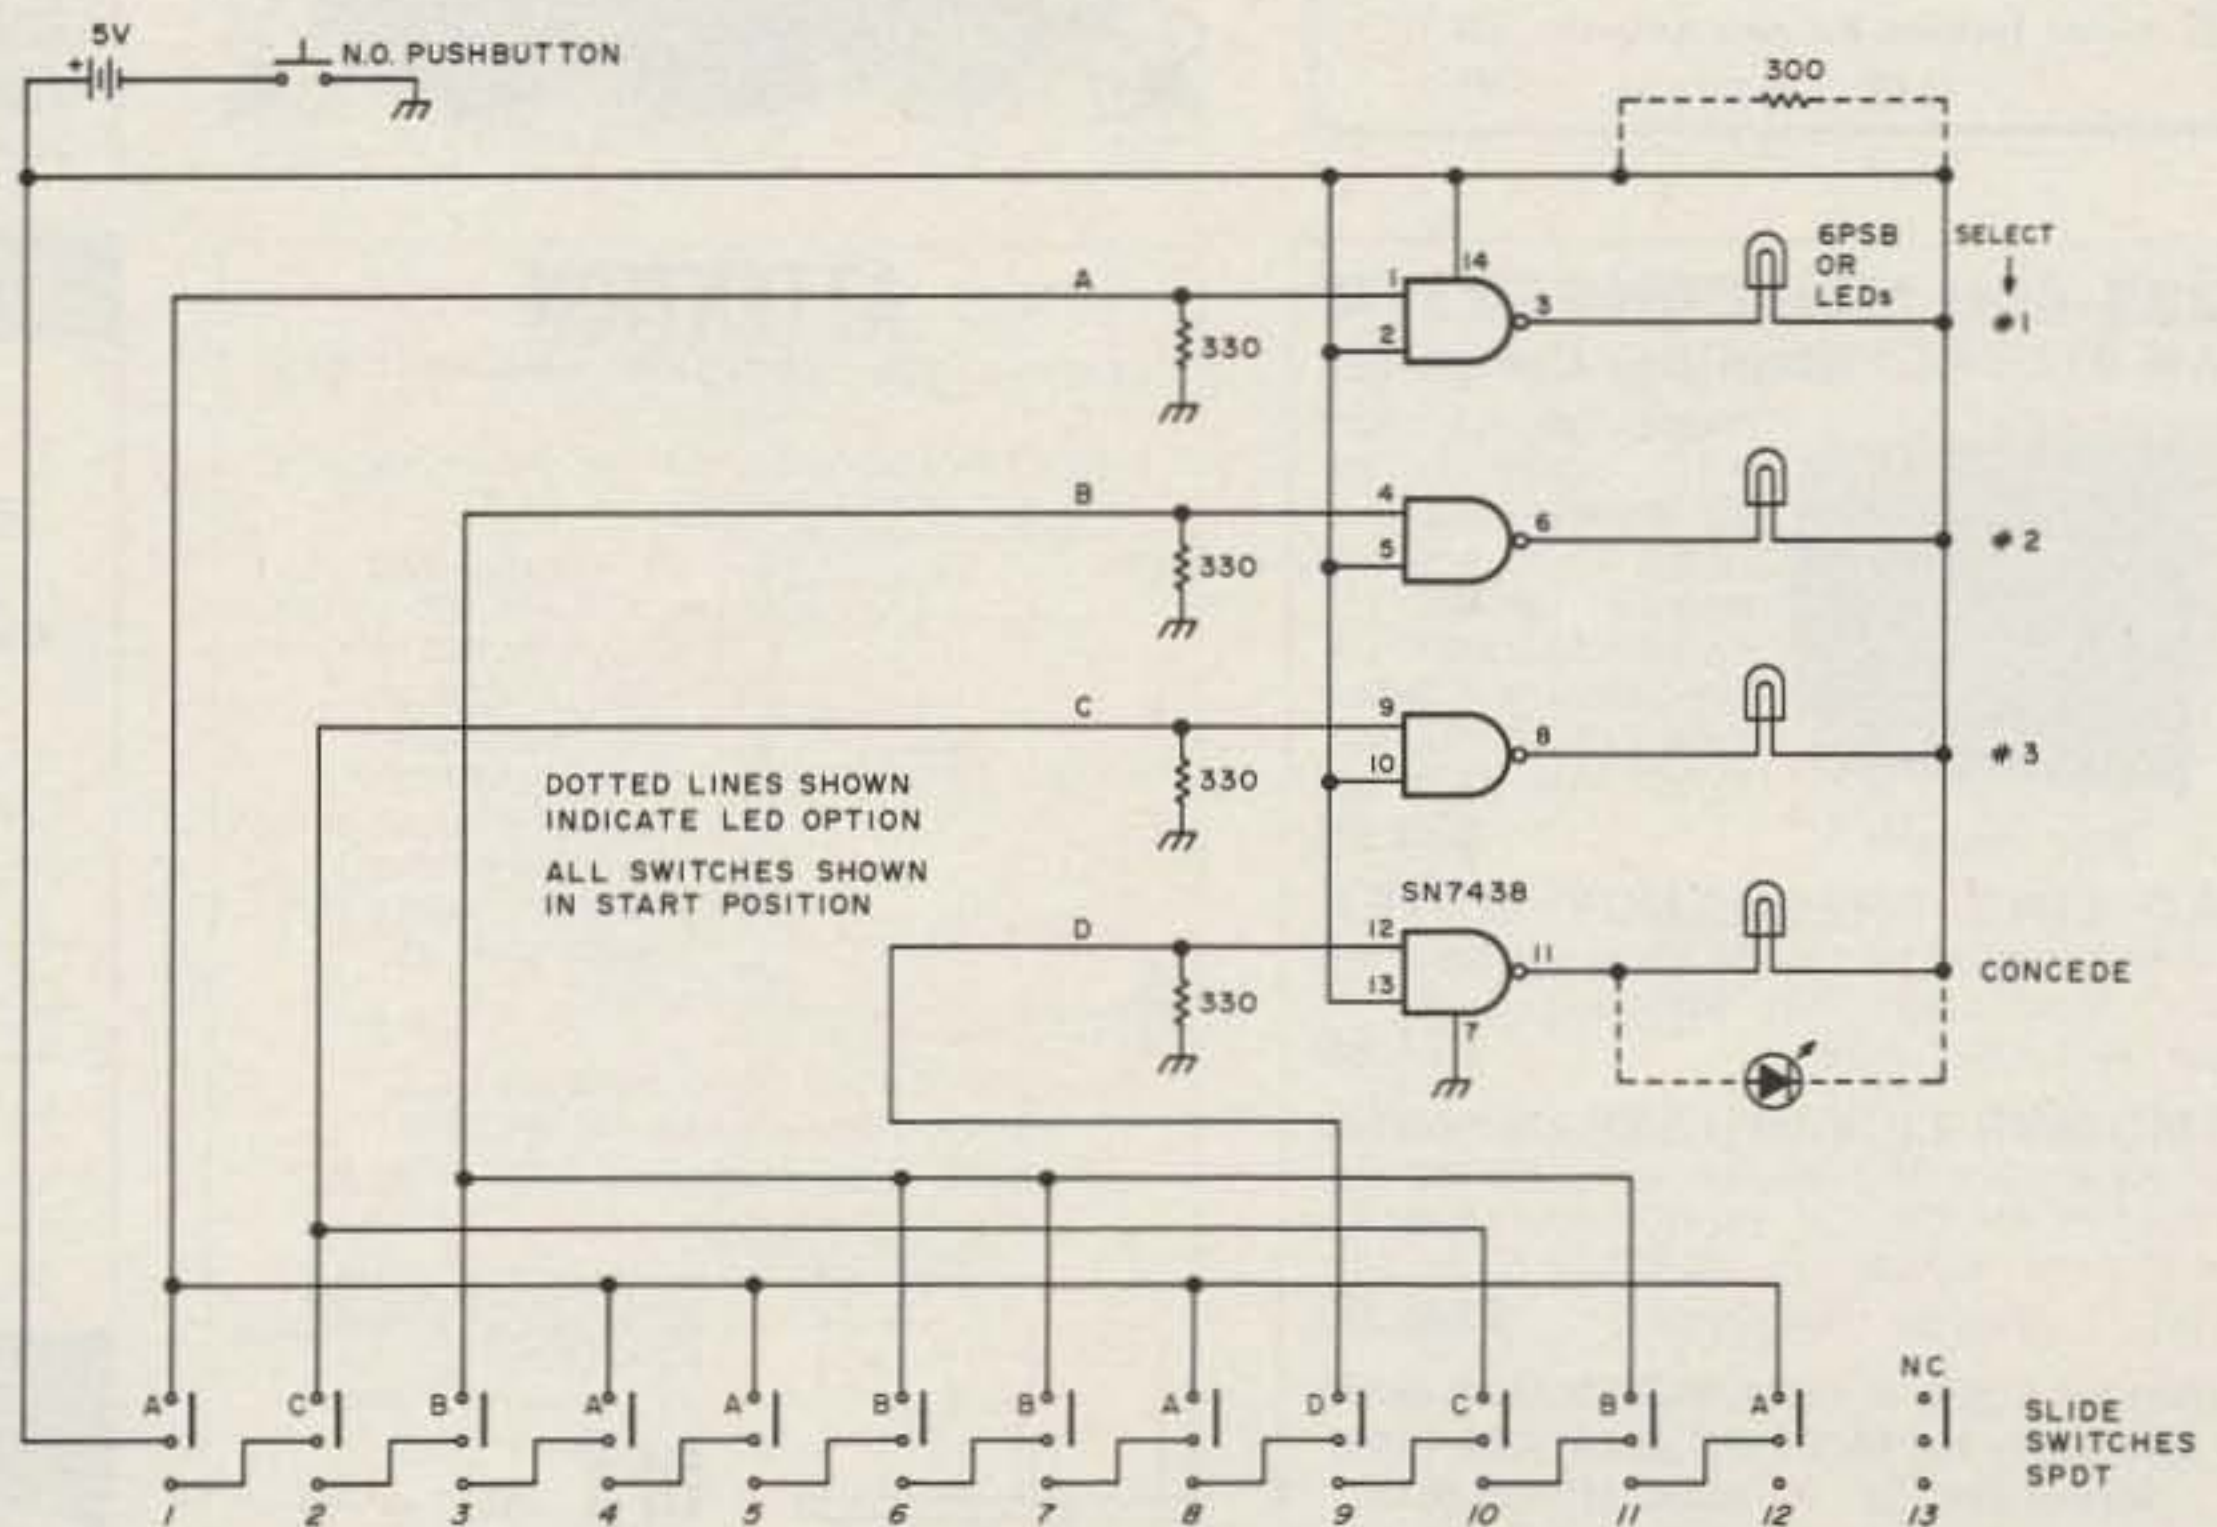 5V
+
N.O. PUSHBUTTON
300
6PSB
OR
LEDs
SELECT
#1
A
1
14
2
3
330
B
4
5
6
330
#2
C
9
10
8
330
#3
DOTTED LINES SHOWN
INDICATE LED OPTION
ALL SWITCHES SHOWN
IN START POSITION
SN7438
D
12
13
11
7
330
CONCEDE
NC
A C B A A B B A D C B A
SLIDE
SWITCHES
SPDT
1 2 3 4 5 6 7 8 9 10 11 12 13